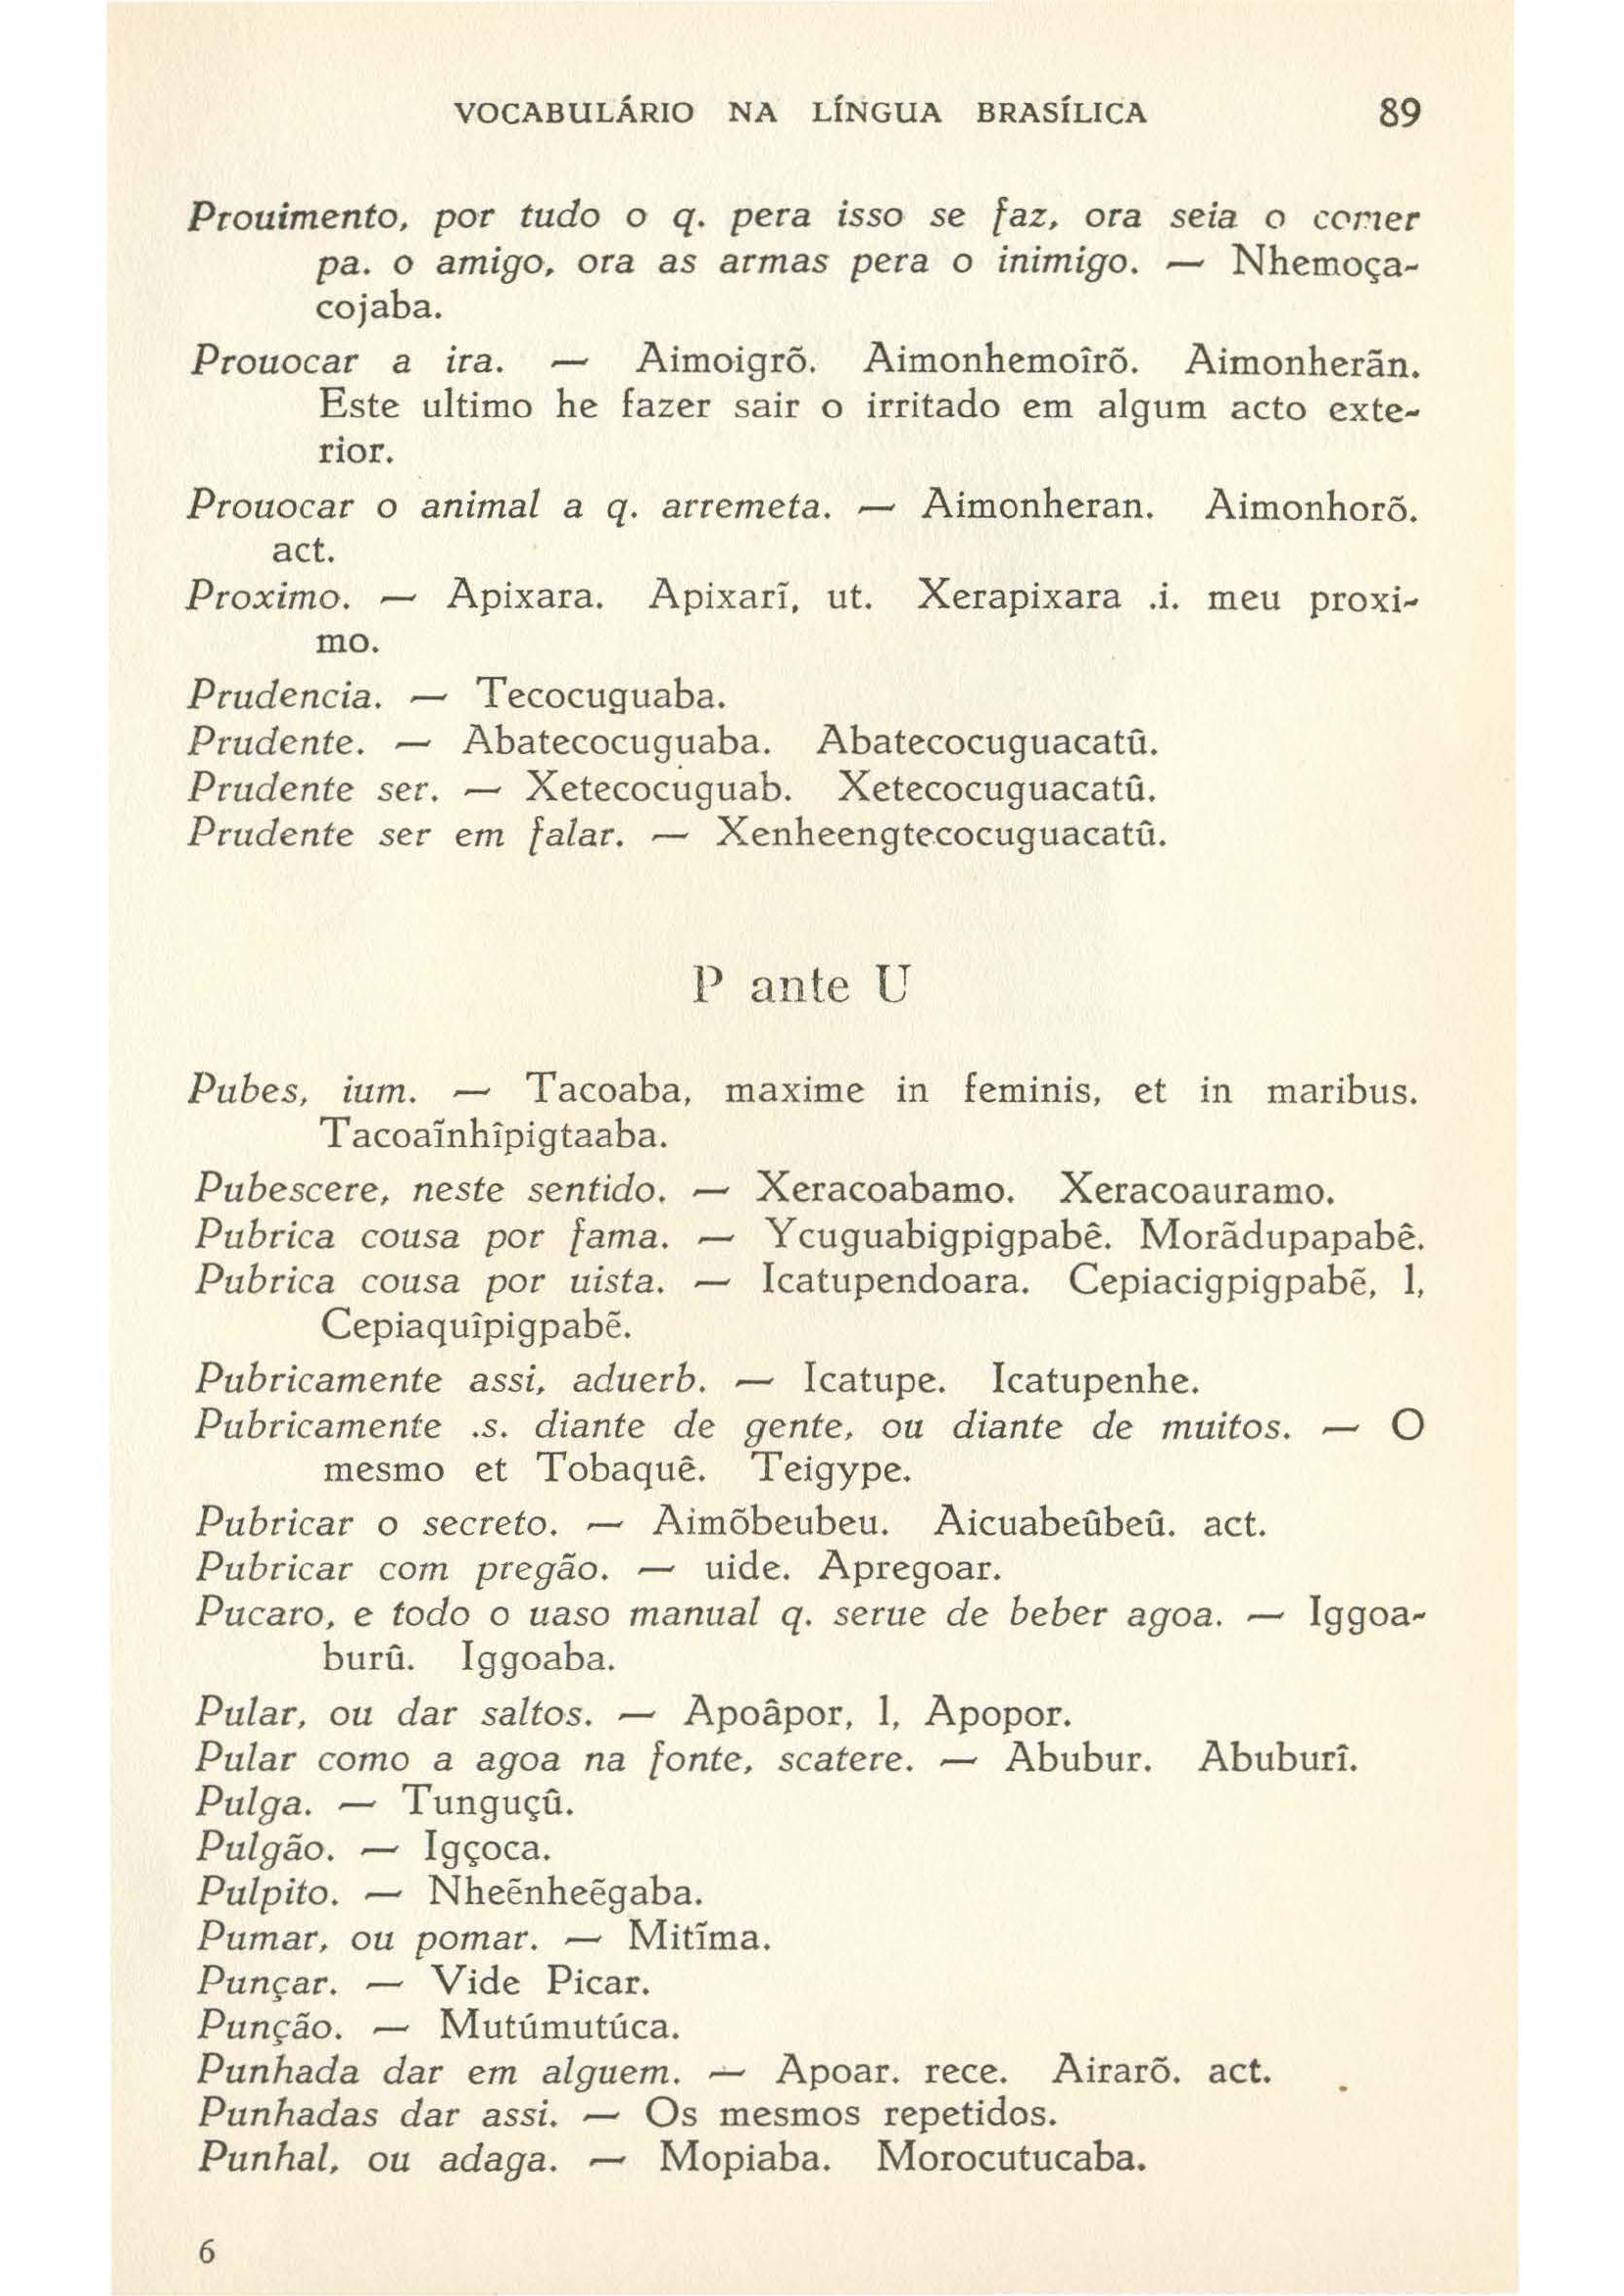 VOCABULÁRIO NA LÍNGUA BRASÍLICA 89
Prouimento, por tudo o q. pera isso se faz, ora seia o comer
pa. o amigo, ora as armas pera o inimigo. — Nhemoça-
cojaba.
Prouocar a ira. — Aimoigrõ. Aimonhemoîrõ. Aimonherãn.
Este ultimo he fazer sair o irritado em algum acto exte-
rior.
Prouocar o animal a q. arremeta. — Aimonheran. Aimonhorõ.
act.
Proximo. — Apixara. Apixarĩ, ut. Xerapixara .i. meu proxi-
mo.
Prudencia. — Tecocuguaba.
Prudente. — Abatecocuguaba. Abatecocuguacatû.
Prudente ser. — Xetecocuguab. Xetecocuguacatû.
Prudente ser em falar. — Xenheengtecocuguacatû.
P ante U
Pubes, ium. — Tacoaba, maxime in feminis, et in maribus.
Tacoaĩnhîpigtaaba.
Pubescere, neste sentido. — Xeracoabamo. Xeracoauramo.
Pubrica cousa por fama. — Ycuguabigpigpabê. Morãdupapabê.
Pubrica cousa por uista. — Icatupendoara. Cepiacigpigpabẽ, l,
Cepiaquîpigpabẽ.
Pubricamente assi, aduerb. — Icatupe. Icatupenhe.
Pubricamente .s. diante de gente, ou diante de muitos. — O
mesmo et Tobaquê. Teigype.
Pubricar o secreto. — Aimõbeubeu. Aicuabeûbeû. act.
Pubricar com pregão. — uide. Apregoar.
Pucaro, e todo o uaso manual q. serue de beber agoa. — Iggoa-
burû. Iggoaba.
Pular, ou dar saltos. — Apoâpor, l, Apopor.
Pular como a agoa na fonte, scatere. — Abubur. Abuburî.
Pulga. — Tunguçû.
Pulgão. — Igçoca.
Pulpito. — Nheẽnheẽgaba.
Pumar, ou pomar. — Mitĩma.
Punçar. — Vide Picar.
Punção. — Mutúmutúca.
Punhada dar em alguem. — Apoar. rece. Airarõ. act.
Punhadas dar assi. — Os mesmos repetidos.
Punhal, ou adaga. — Mopiaba. Morocutucaba.
6